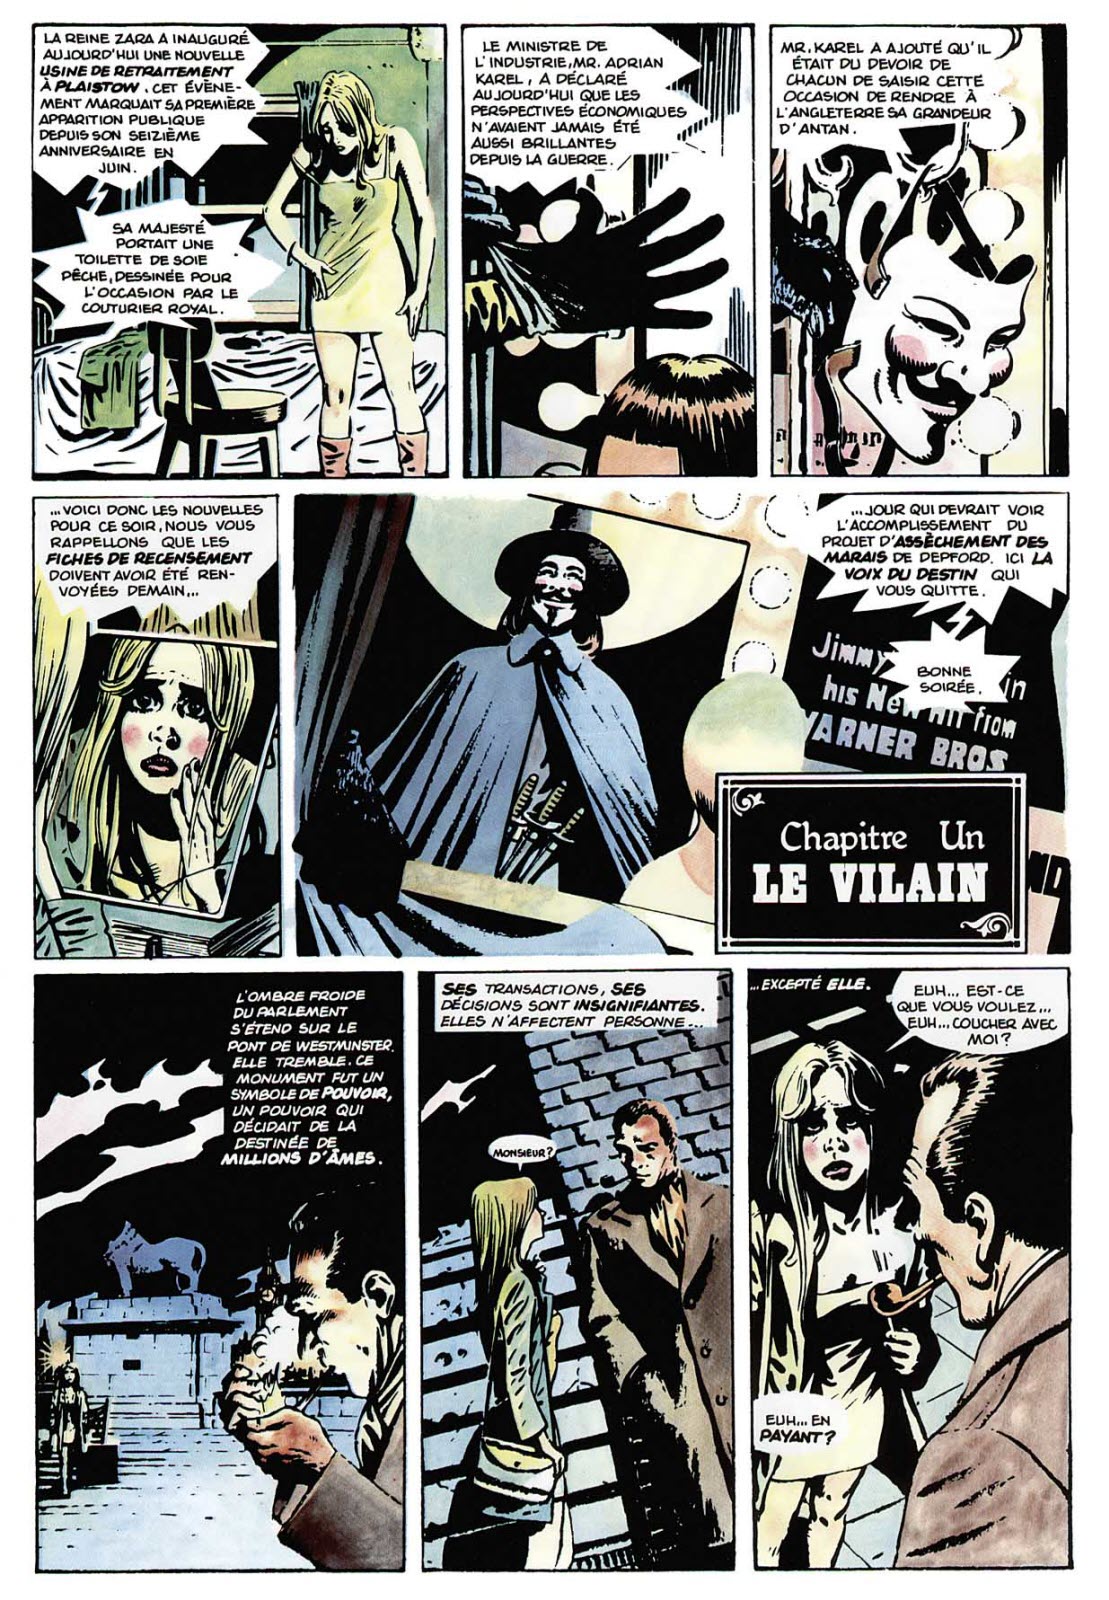 LA REINE ZARA A INAUGURÉ
AUJOURD'HUI UNE NOUVELLE
USINE DE RETRAITEMENT
À PLAISTOW. CET ÉVÈNE-
MENT MARQUAIT SA PREMIÈRE
APPARITION PUBLIQUE
DEPUIS SON SEIZIÈME
ANNIVERSAIRE EN
JUIN.
SA MAJESTÉ
PORTAIT UNE
TOILETTE DE SOIE
PÊCHE, DESSINÉE POUR
L'OCCASION PAR LE
COUTURIER ROYAL.
LE MINISTRE DE
L'INDUSTRIE, MR. ADRIAN
KAREL, A DÉCLARÉ
AUJOURD'HUI QUE LES
PERSPECTIVES ÉCONOMIQUES
N'AVAIENT JAMAIS ÉTÉ
AUSSI BRILLANTES
DEPUIS LA GUERRE.
MR. KAREL A AJOUTÉ QU'IL
ÉTAIT DU DEVOIR DE
CHACUN DE SAISIR CETTE
OCCASION DE RENDRE À
L'ANGLETERRE SA GRANDEUR
D'ANTAN.
...VOICI DONC LES NOUVELLES
POUR CE SOIR, NOUS VOUS
RAPPELLONS QUE LES
FICHES DE RECENSEMENT
DOIVENT AVOIR ÉTÉ REN-
VOYÉES DEMAIN...
...JOUR QUI DEVRAIT VOIR
L'ACCOMPLISSEMENT DU
PROJET D'ASSÈCHEMENT DES
MARAIS DE DEPFORD. ICI LA
VOIX DU DESTIN QUI
VOUS QUITTE.
BONNE
SOIRÉE.
Jimmy in
his New Hit from
WARNER BROS
Chapitre Un
LE VILAIN
L'OMBRE FROIDE
DU PARLEMENT
S'ÉTEND SUR LE
PONT DE WESTMINSTER.
ELLE TREMBLE. CE
MONUMENT FUT UN
SYMBOLE DE POUVOIR,
UN POUVOIR QUI
DÉCIDAIT DE LA
DESTINÉE DE
MILLIONS D'ÂMES.
SES TRANSACTIONS, SES
DÉCISIONS SONT INSIGNIFIANTES.
ELLES N'AFFECTENT PERSONNE...
MONSIEUR?
...EXCEPTÉ ELLE.
EUH... EST-CE
QUE VOUS VOULEZ...
EUH... COUCHER AVEC
MOI?
EUH... EN
PAYANT?